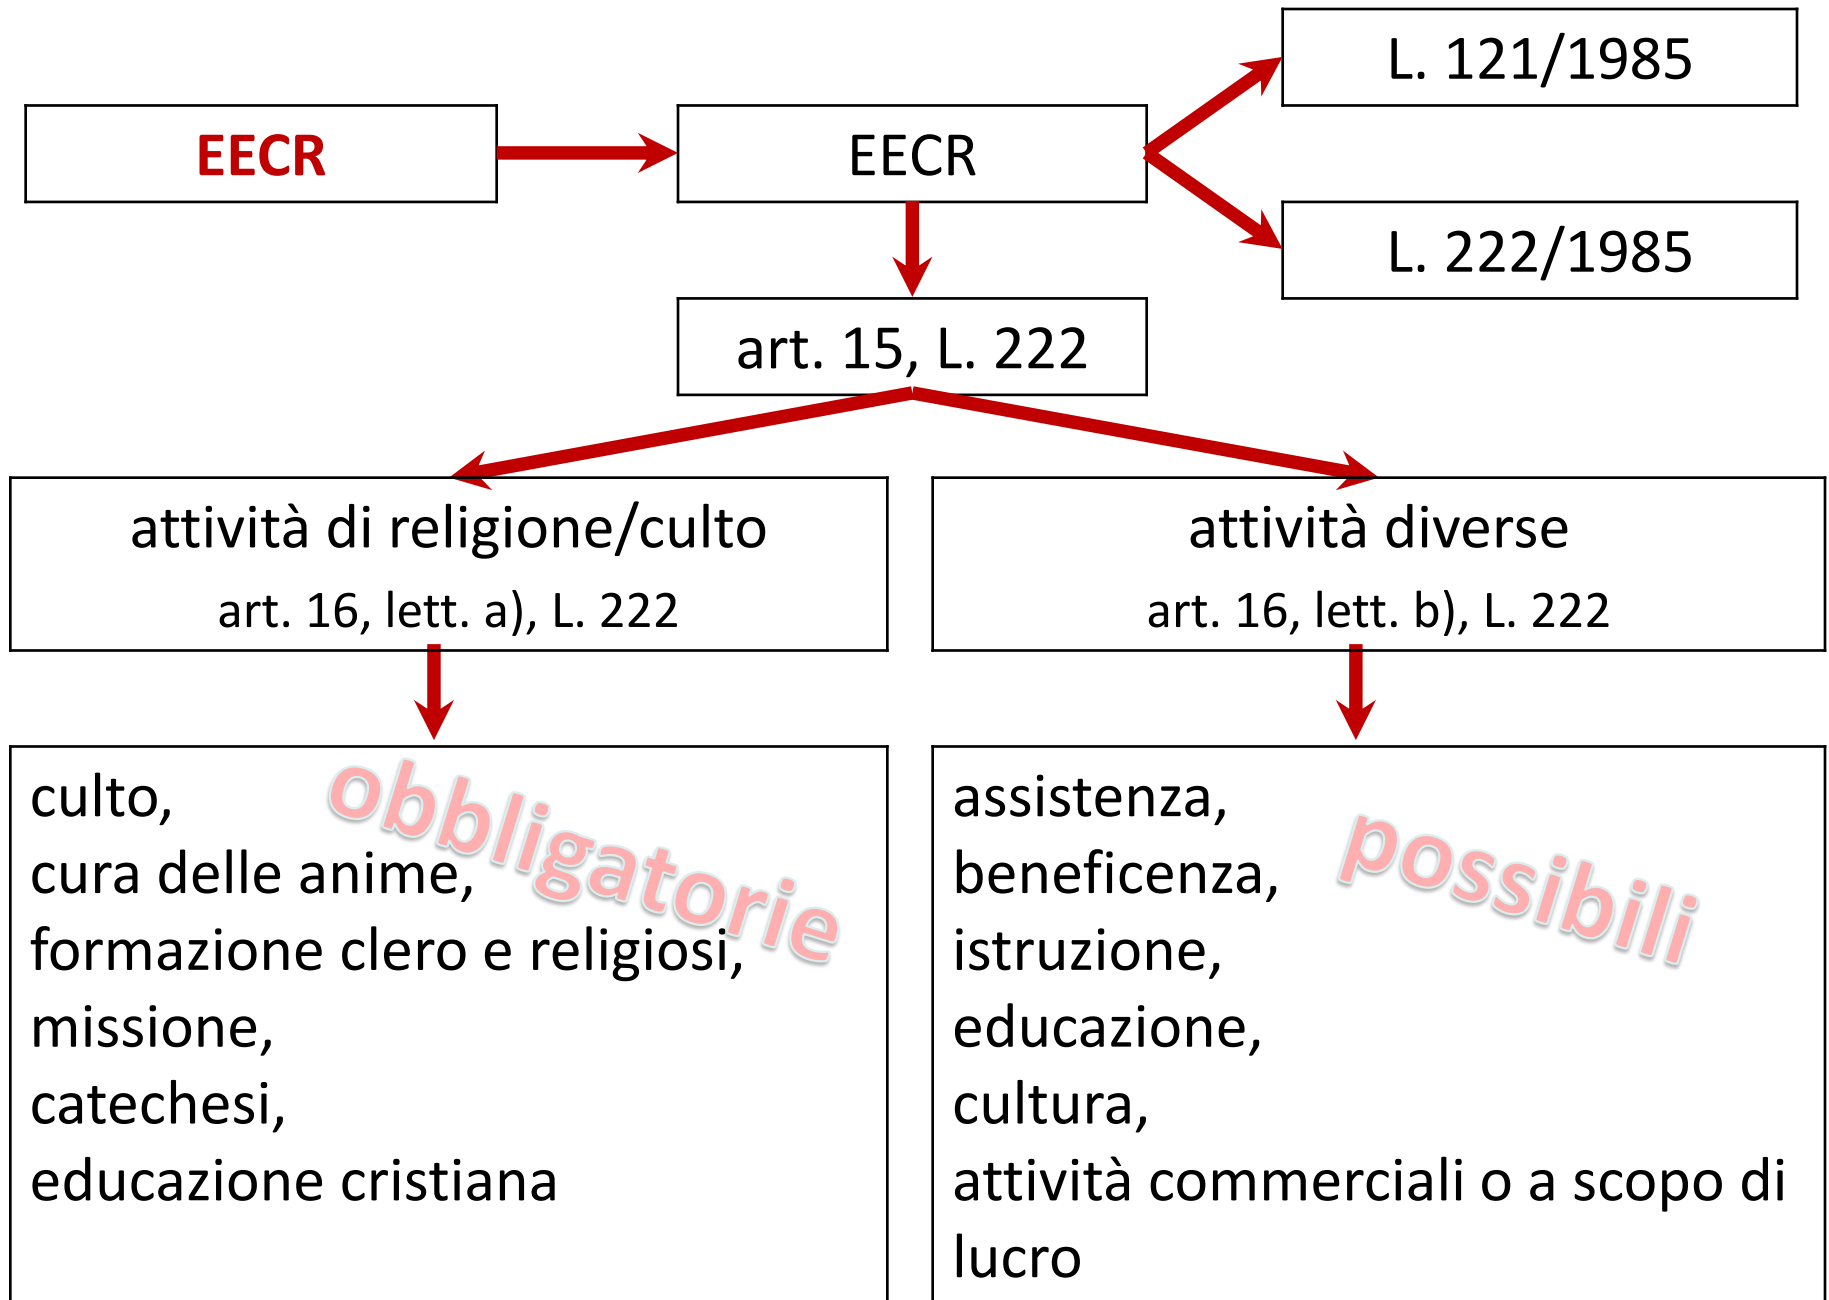 L. 121/1985
EECR
EECR
L. 222/1985
art. 15, L. 222
attività di religione/culto
art. 16, lett. a), L. 222
attività diverse
art. 16, lett. b), L. 222
obbligatorie
culto,
cura delle anime,
formazione clero e religiosi,
missione,
catechesi,
educazione cristiana
possibili
assistenza,
beneficenza,
istruzione,
educazione,
cultura,
attività commerciali o a scopo di
lucro